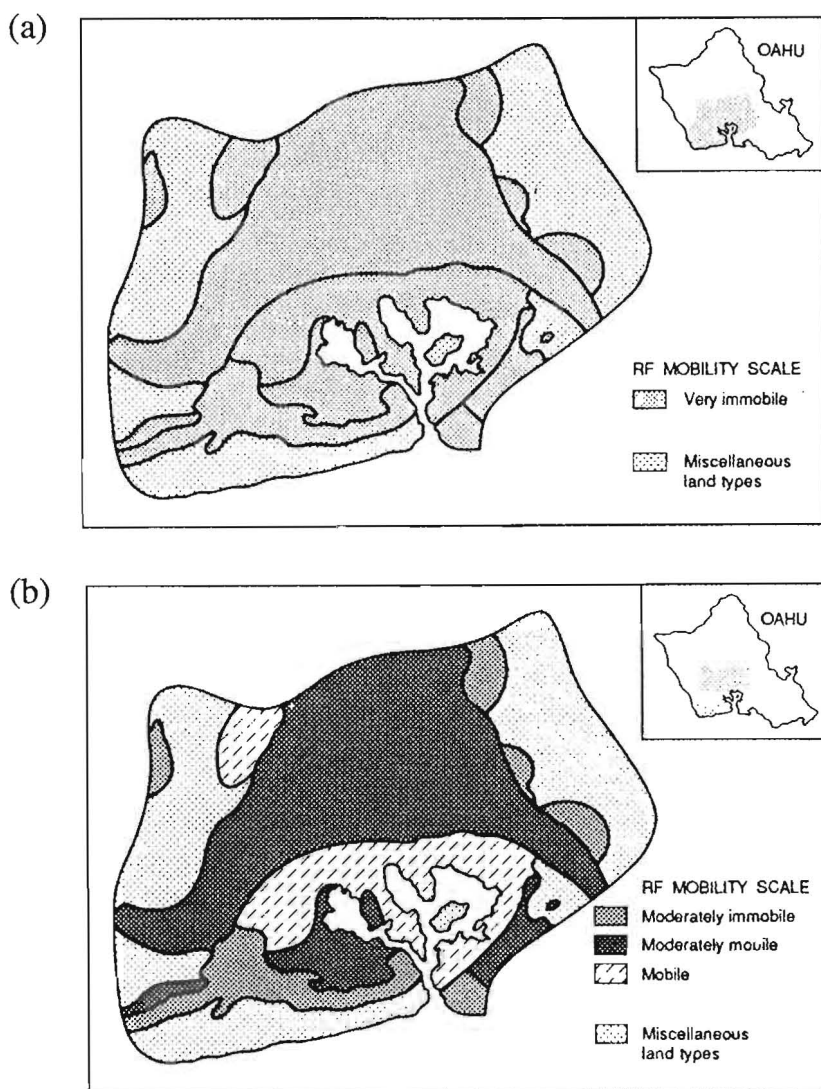 (a)
OAHU
RF MOBILITY SCALE
Very immobile
Miscellaneous
land types
(b)
OAHU
RF MOBILITY SCALE
Moderately immobile
Moderately mouile
Mobile
Miscellaneous
land types